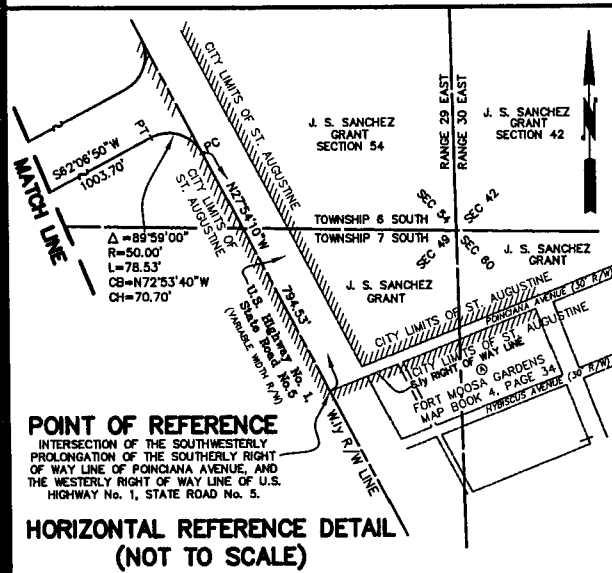 CITY LIMITS OF ST. AUGUSTINE
J. S. SANCHEZ
GRANT
SECTION 54
RANGE 29 EAST
RANGE 30 EAST
J. S. SANCHEZ
GRANT
SECTION 42
N
PT
PC
S62°06'50"W
1003.70'
MATCH LINE
N27°54'10"W
CITY LIMITS OF
ST. AUGUSTINE
SEC 54
SEC 42
TOWNSHIP 6 SOUTH
TOWNSHIP 7 SOUTH
SEC 49
SEC 60
Δ =89°59'00"
R=50.00'
L=78.53'
CB=N72°53'40"W
CH=70.70'
794.53'
U.S. Highway No. 1,
State Road No.5
(VARIABLE WIDTH R/W)
J. S. SANCHEZ
GRANT
J. S. SANCHEZ
GRANT
CITY LIMITS OF ST. AUGUSTINE
POINCIANA AVENUE (30' R/W)
CITY LIMITS OF ST. AUGUSTINE
S.ly RIGHT OF WAY LINE
A
FORT MOOSA GARDENS
MAP BOOK 4, PAGE 34
HYBISCUS AVENUE (30' R/W)
W.ly R/W LINE
POINT OF REFERENCE
INTERSECTION OF THE SOUTHWESTERLY
PROLONGATION OF THE SOUTHERLY RIGHT
OF WAY LINE OF POINCIANA AVENUE, AND
THE WESTERLY RIGHT OF WAY LINE OF U.S.
HIGHWAY No. 1, STATE ROAD No. 5.
HORIZONTAL REFERENCE DETAIL
(NOT TO SCALE)